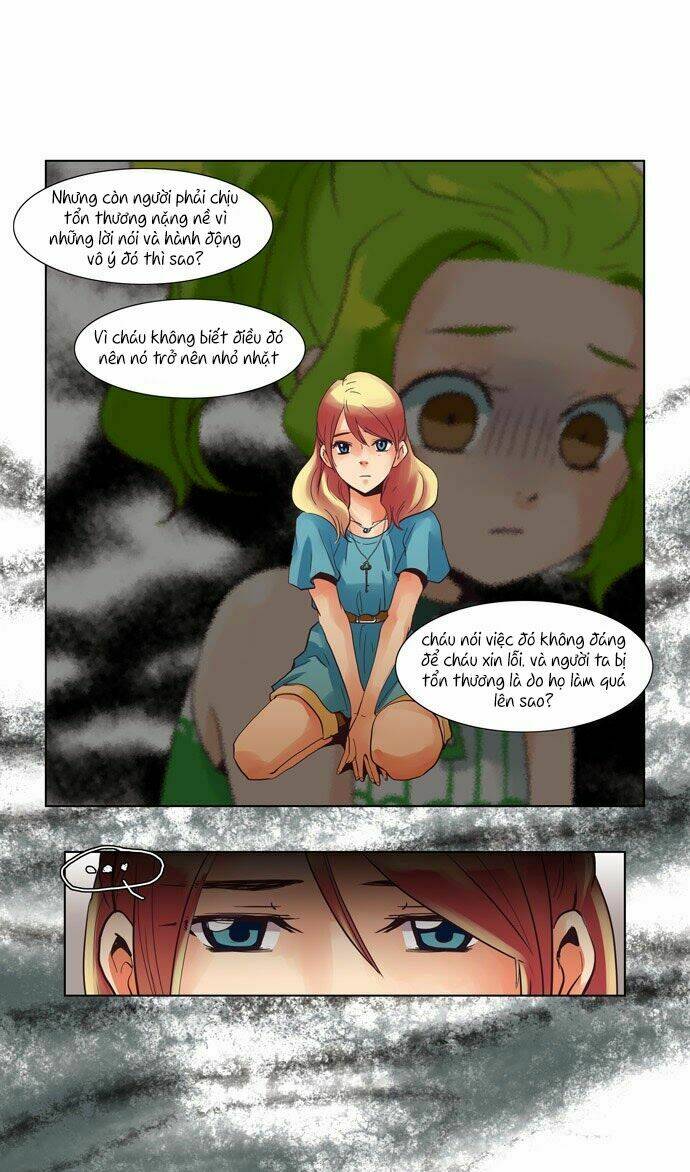 Nhưng còn người phải chịu
tổn thương nặng nề vì
những lời nói và hành động
vô ý đó thì sao?
Vì cháu không biết điều đó
nên nó trở nên nhỏ nhặt
cháu nói việc đó không đáng
để cháu xin lỗi. và người ta bị
tổn thương là do họ làm quá
lên sao?
....